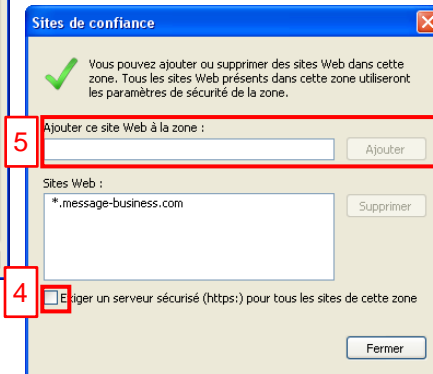 Sites de confiance
Vous pouvez ajouter ou supprimer des sites Web dans cette
zone. Tous les sites Web présents dans cette zone utiliseront
les paramètres de sécurité de la zone.
5
Ajouter ce site Web à la zone :
Ajouter
Sites Web :
*.message-business.com
Supprimer
4
Exiger un serveur sécurisé (https:) pour tous les sites de cette zone
Fermer